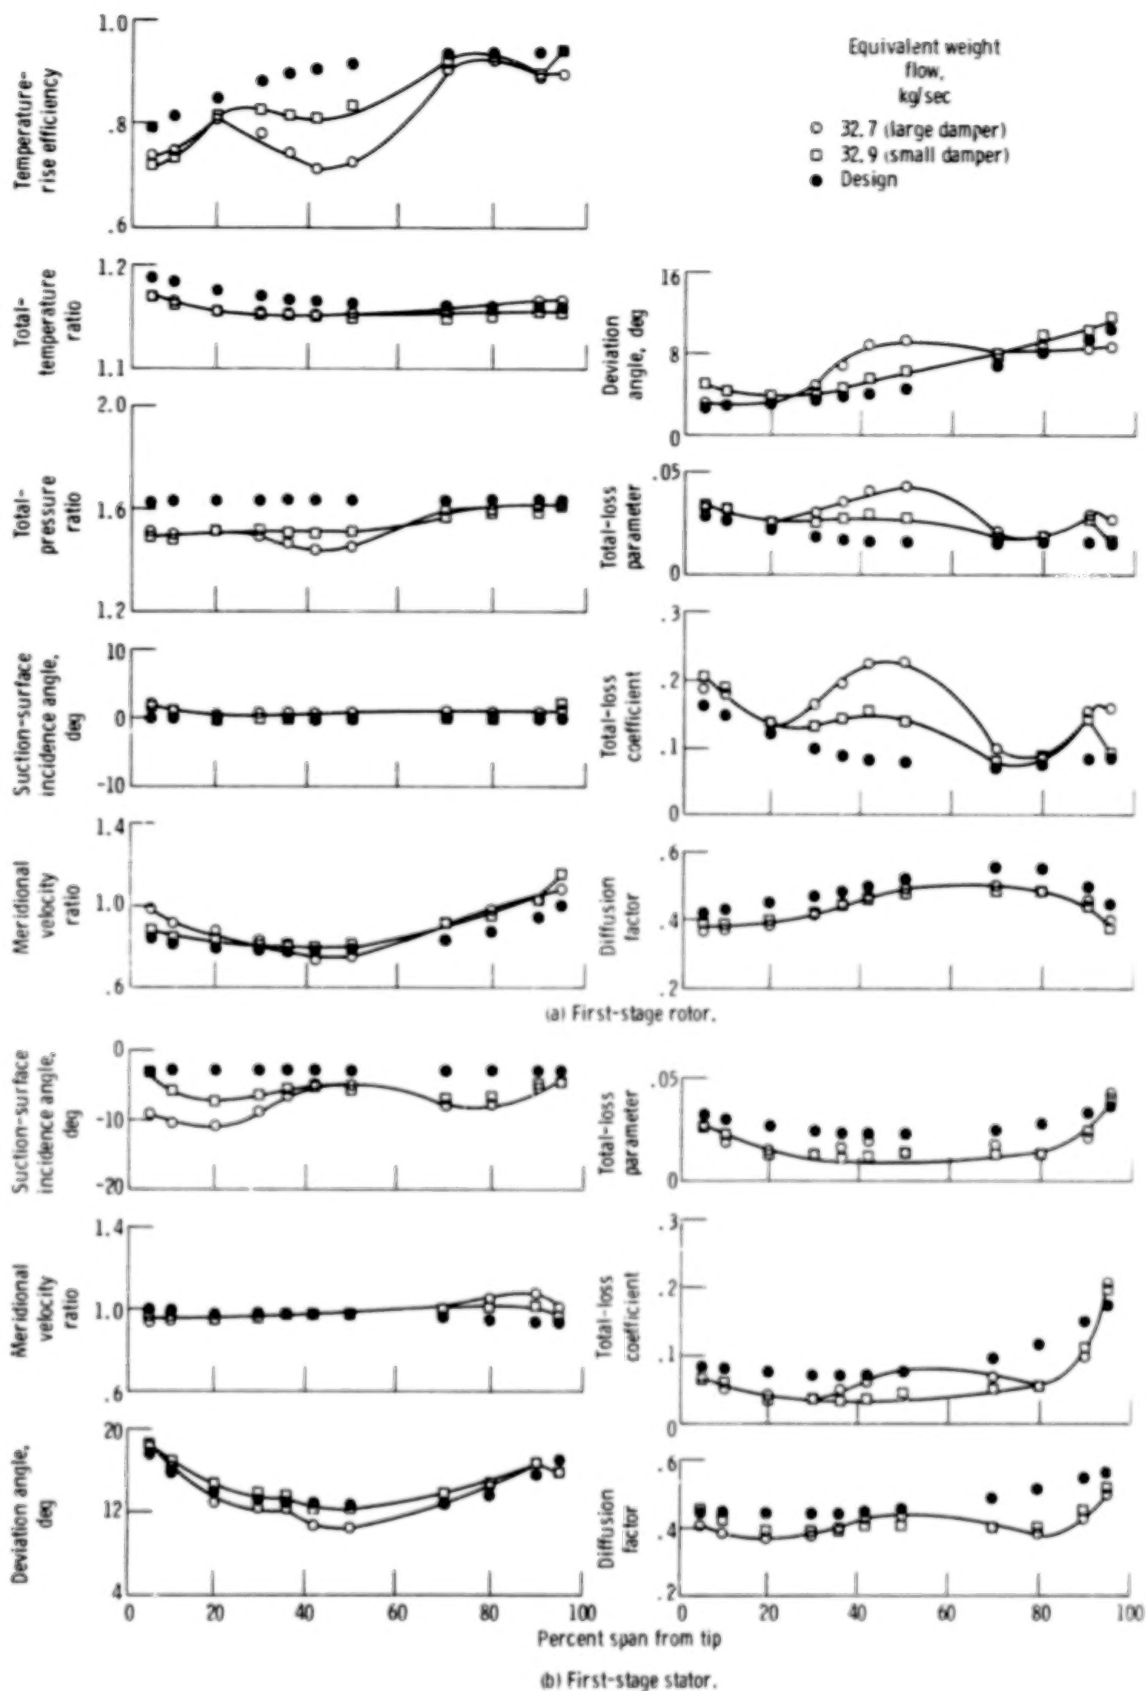 1.0
.8
.6
Temperature-
rise efficiency
Equivalent weight
flow,
kg/sec
32.7 (large damper)
32.9 (small damper)
Design
1.2
1.1
Total-
temperature
ratio
16
8
0
Deviation
angle, deg
2.0
1.6
1.2
Total-
pressure
ratio
.05
0
Total-loss
parameter
10
0
-10
Suction-surface
incidence angle,
deg
.3
.2
.1
0
Total-loss
coefficient
1.4
1.0
.6
Meridional
velocity
ratio
.6
.4
.2
Diffusion
factor
(a) First-stage rotor.
0
-10
-20
Suction-surface
incidence angle,
deg
.05
0
Total-loss
parameter
1.4
1.0
.6
Meridional
velocity
ratio
.3
.2
.1
0
Total-loss
coefficient
20
12
4
Deviation angle,
deg
.6
.4
.2
Diffusion
factor
0 20 40 60 80 100 0 20 40 60 80 100
Percent span from tip
(b) First-stage stator.